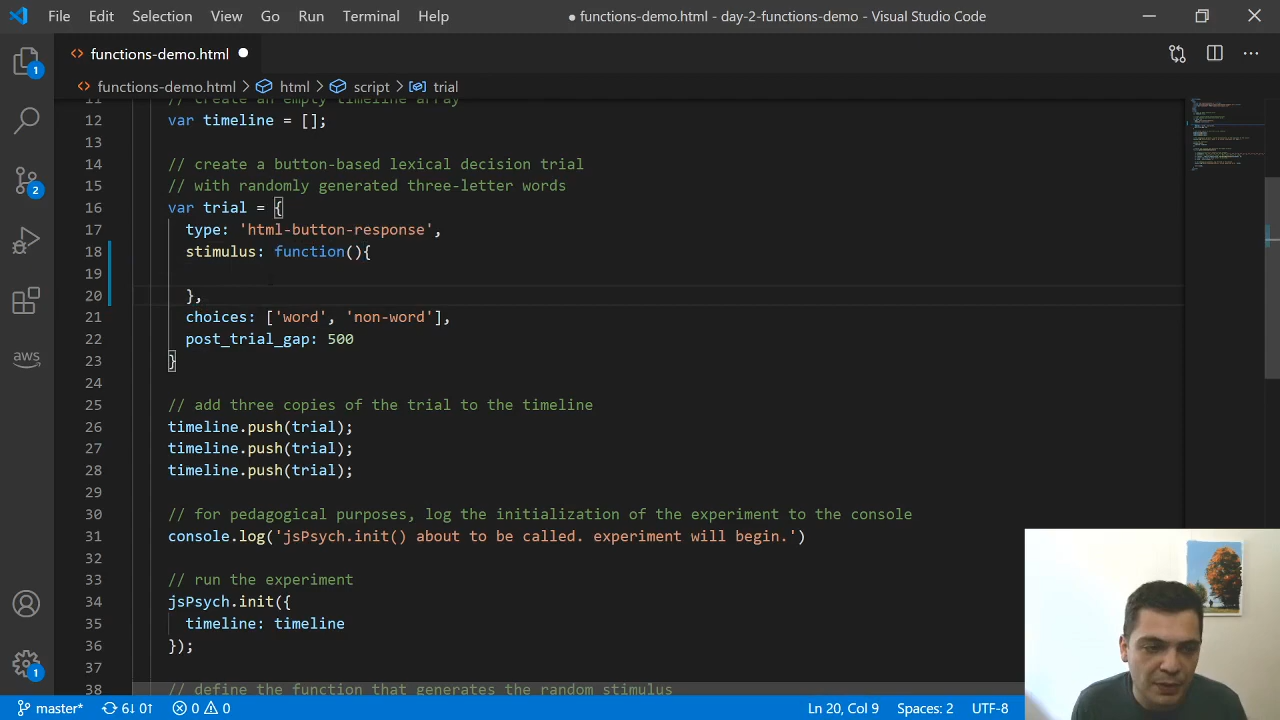 File Edit Selection View Go Run Terminal Help
● functions-demo.html - day-2-functions-demo - Visual Studio Code
functions-demo.html
functions-demo.html > html > script > trial
11 // create an empty timeline array
12 var timeline = [];
13
14 // create a button-based lexical decision trial
15 // with randomly generated three-letter words
16 var trial = {
17 type: 'html-button-response',
18 stimulus: function(){
19
20 },
21 choices: ['word', 'non-word'],
22 post_trial_gap: 500
23 }
24
25 // add three copies of the trial to the timeline
26 timeline.push(trial);
27 timeline.push(trial);
28 timeline.push(trial);
29
30 // for pedagogical purposes, log the initialization of the experiment to the console
31 console.log('jsPsych.init() about to be called. experiment will begin.')
32
33 // run the experiment
34 jsPsych.init({
35 timeline: timeline
36 });
37
38 // define the function that generates the random stimulus
1
2
aws
1
master* 6↓ 0↑ 0 0 Ln 20, Col 9 Spaces: 2 UTF-8